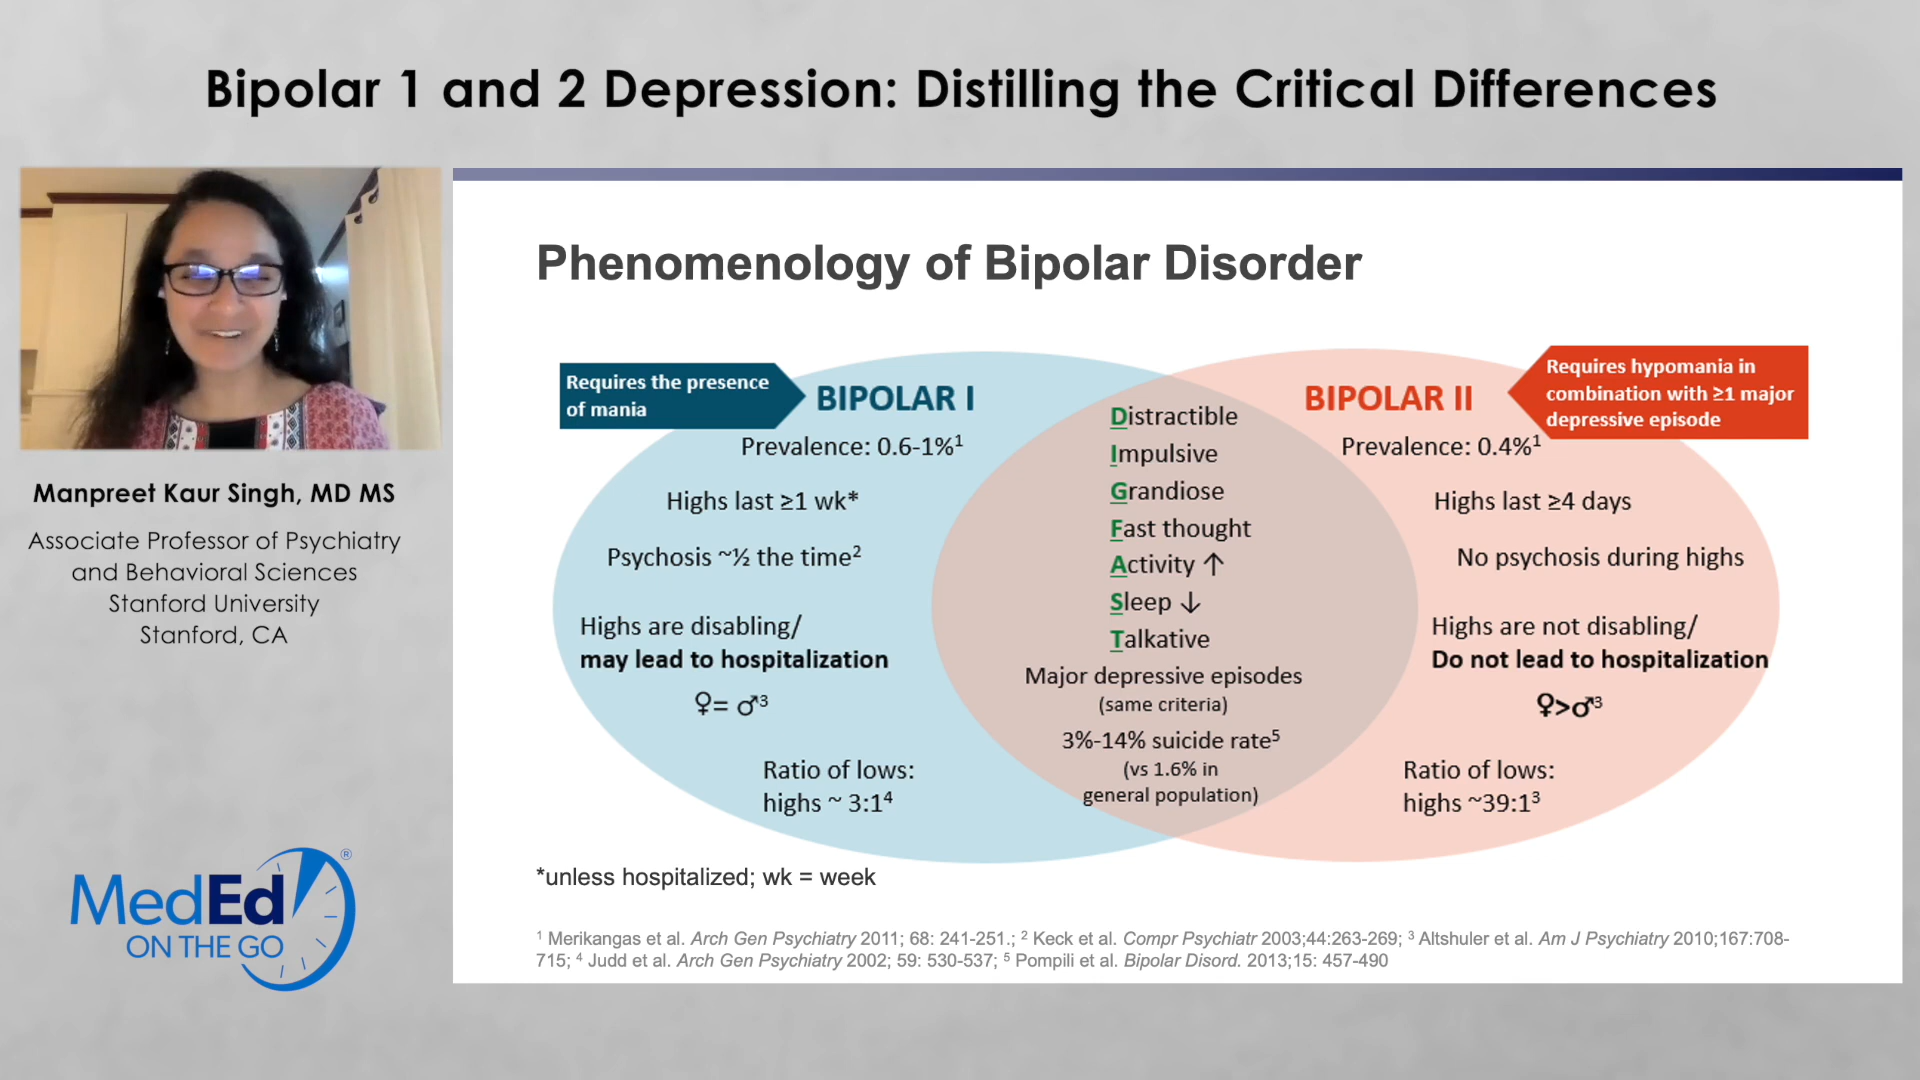 Bipolar 1 and 2 Depression: Distilling the Critical Differences
Manpreet Kaur Singh, MD MS
Associate Professor of Psychiatry
and Behavioral Sciences
Stanford University
Stanford, CA
MedEd®
ON THE GO
Phenomenology of Bipolar Disorder
Requires the presence
of mania
BIPOLAR I
Prevalence: 0.6-1%¹
Highs last ≥1 wk*
Psychosis ~½ the time²
Highs are disabling/
may lead to hospitalization
♀= ♂³
Ratio of lows:
highs ~ 3:1⁴
Distractible
Impulsive
Grandiose
Fast thought
Activity ↑
Sleep ↓
Talkative
Major depressive episodes
(same criteria)
3%-14% suicide rate⁵
(vs 1.6% in
general population)
BIPOLAR II
Requires hypomania in
combination with ≥1 major
depressive episode
Prevalence: 0.4%¹
Highs last ≥4 days
No psychosis during highs
Highs are not disabling/
Do not lead to hospitalization
♀>♂³
Ratio of lows:
highs ~39:1³
*unless hospitalized; wk = week
¹ Merikangas et al. Arch Gen Psychiatry 2011; 68: 241-251.; ² Keck et al. Compr Psychiatr 2003;44:263-269; ³ Altshuler et al. Am J Psychiatry 2010;167:708-
715; ⁴ Judd et al. Arch Gen Psychiatry 2002; 59: 530-537; ⁵ Pompili et al. Bipolar Disord. 2013;15: 457-490